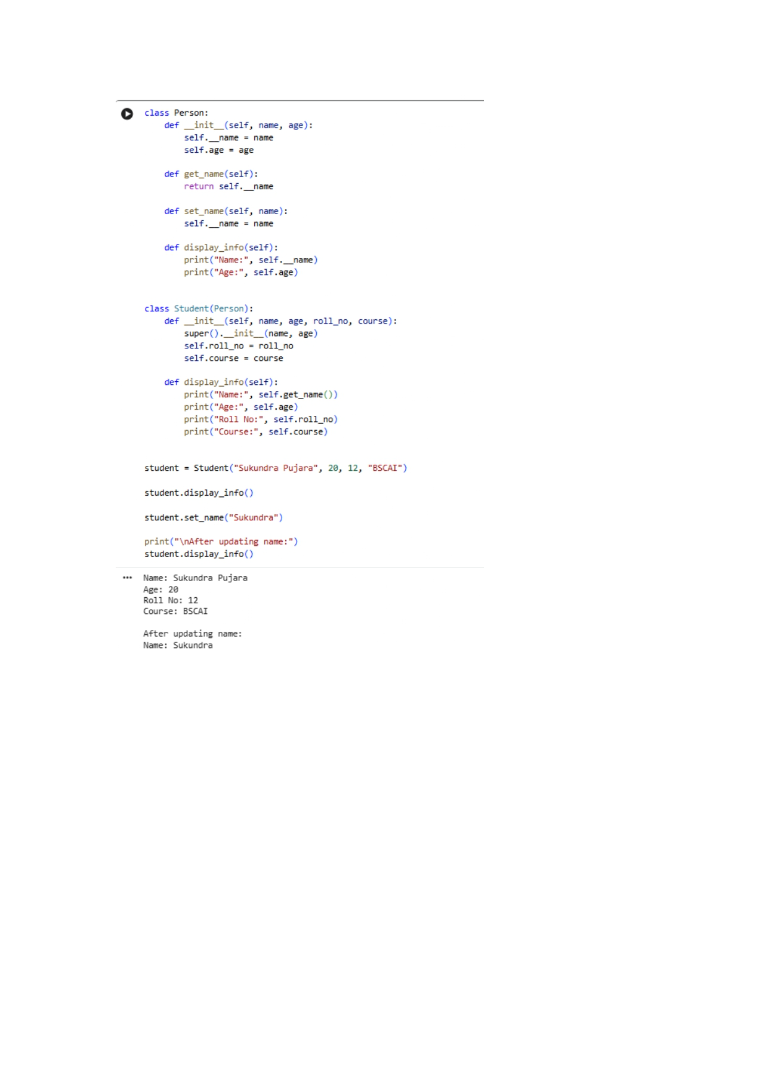 class Person:
    def __init__(self, name, age):
        self.__name = name
        self.age = age

    def get_name(self):
        return self.__name

    def set_name(self, name):
        self.__name = name

    def display_info(self):
        print("Name:", self.__name)
        print("Age:", self.age)


class Student(Person):
    def __init__(self, name, age, roll_no, course):
        super().__init__(name, age)
        self.roll_no = roll_no
        self.course = course

    def display_info(self):
        print("Name:", self.get_name())
        print("Age:", self.age)
        print("Roll No:", self.roll_no)
        print("Course:", self.course)


student = Student("Sukundra Pujara", 20, 12, "BSCAI")

student.display_info()

student.set_name("Sukundra")

print("\nAfter updating name:")
student.display_info()
Name: Sukundra Pujara
Age: 20
Roll No: 12
Course: BSCAI

After updating name:
Name: Sukundra